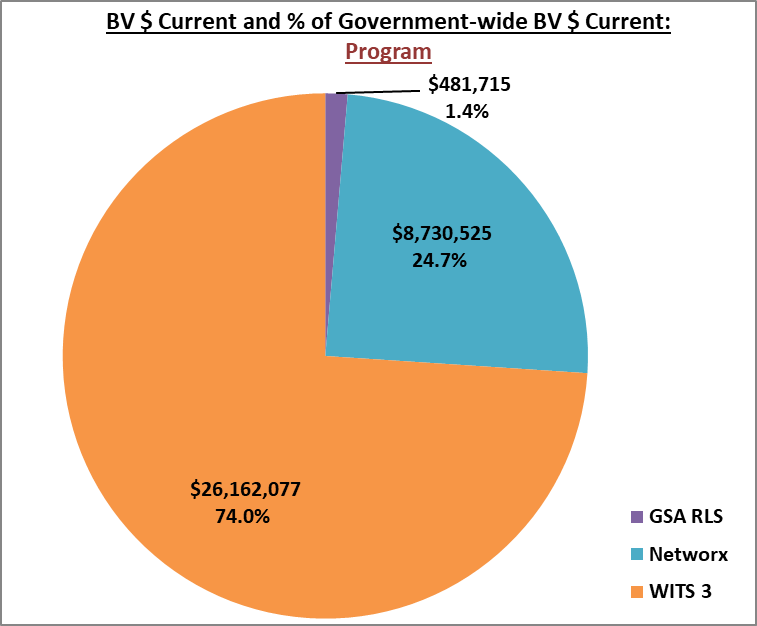 BV $ Current and % of Government-wide BV $ Current:
Program
$481,715
1.4%
$8,730,525
24.7%
$26,162,077
74.0%
GSA RLS
Networx
WITS 3